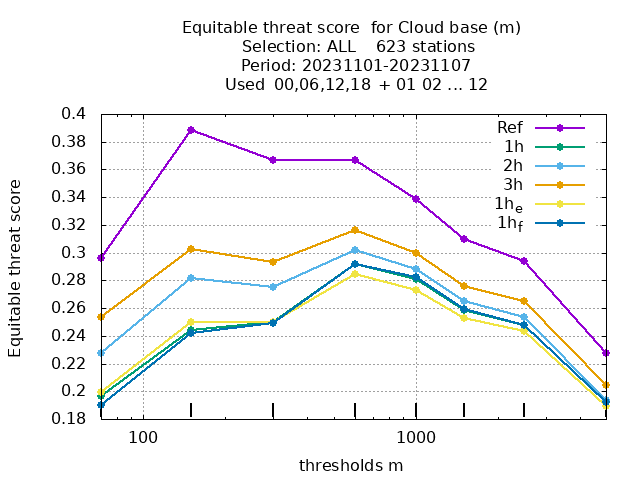 Equitable threat score  for Cloud base (m)
Selection: ALL    623 stations
Period: 20231101-20231107
Used  00,06,12,18  + 01 02 ... 12
0.4
0.38
0.36
0.34
0.32
0.3
0.28
0.26
0.24
0.22
0.2
0.18
Equitable threat score
Ref
1h
2h
3h
1he
1hf
100
1000
thresholds m